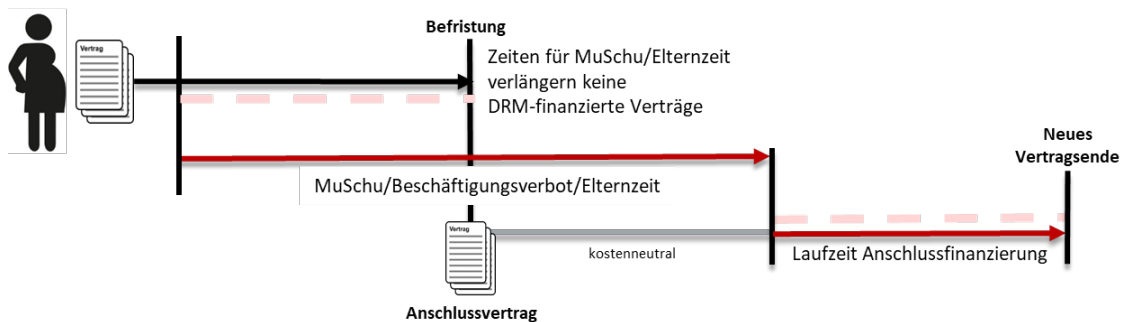 Befristung
Vertrag
Zeiten für MuSchu/Elternzeit
verlängern keine
DRM-finanzierte Verträge
Neues
Vertragsende
MuSchu/Beschäftigungsverbot/Elternzeit
Vertrag
kostenneutral
Laufzeit Anschlussfinanzierung
Anschlussvertrag